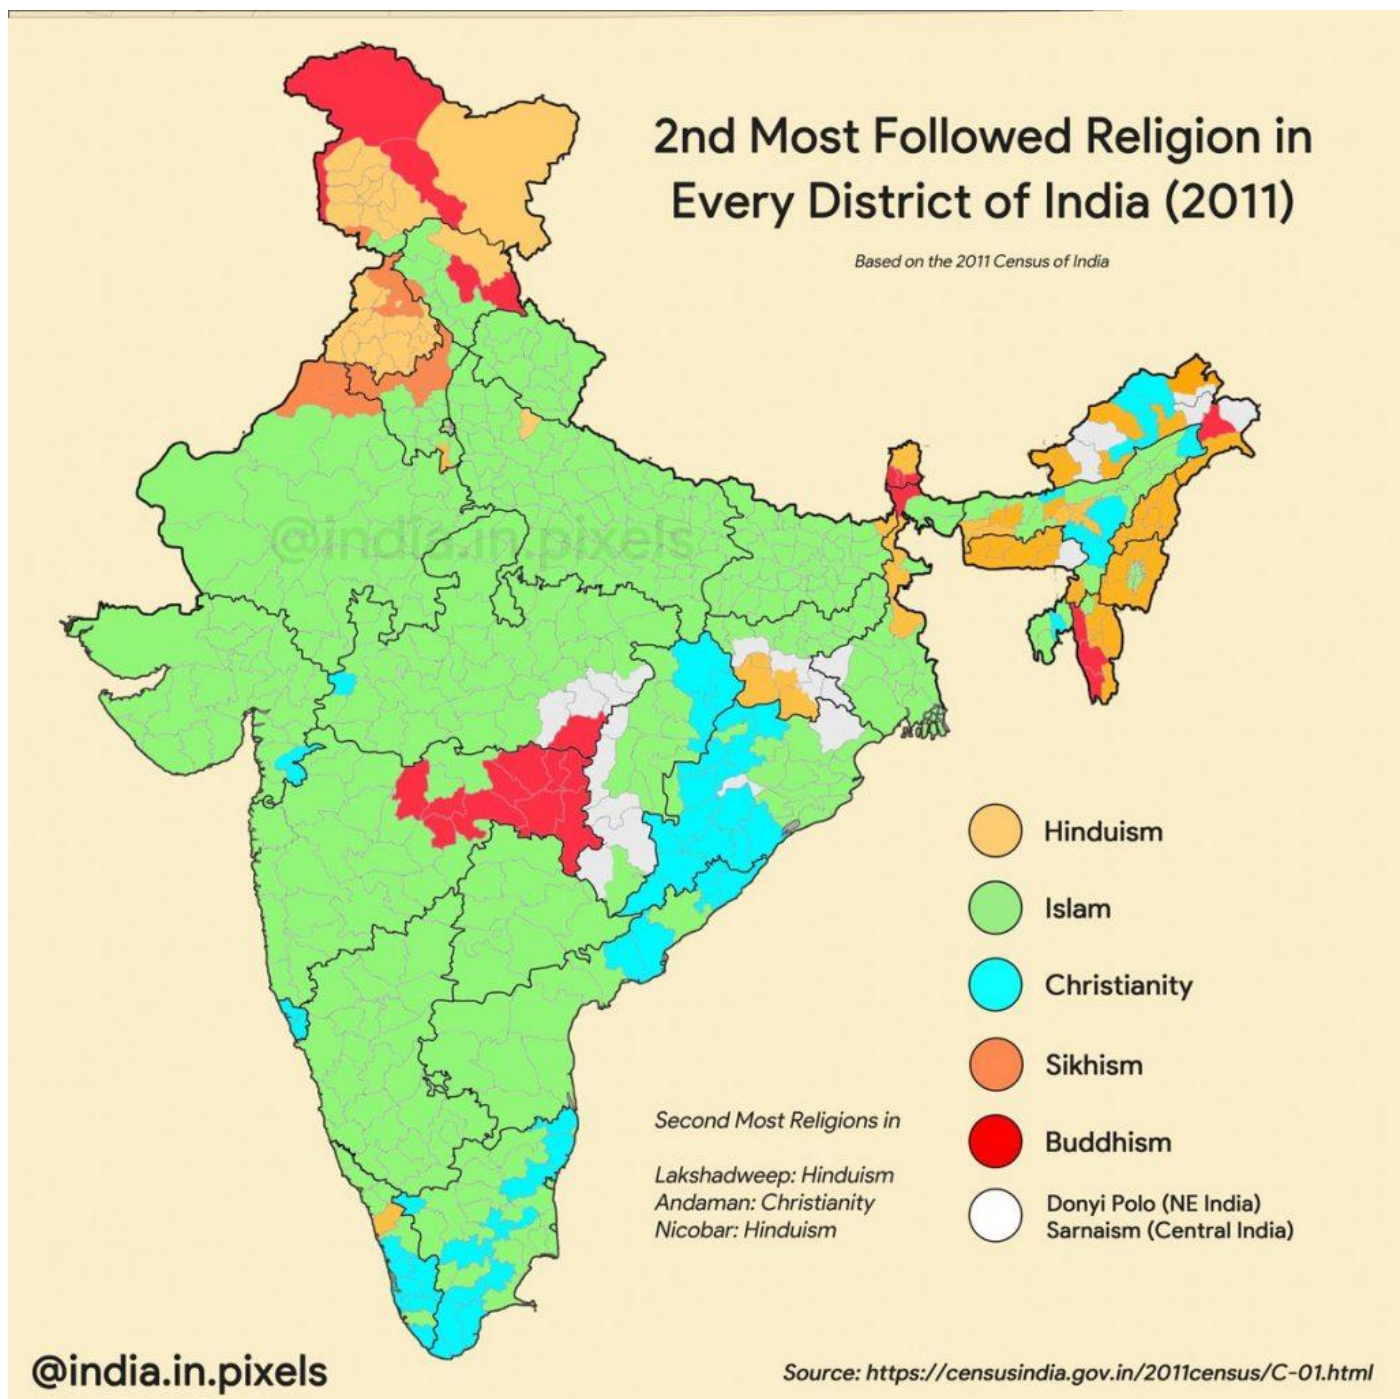 2nd Most Followed Religion in
Every District of India (2011)
Based on the 2011 Census of India
@india.in.pixels
Hinduism
Islam
Christianity
Sikhism
Buddhism
Donyi Polo (NE India)
Sarnaism (Central India)
Second Most Religions in
Lakshadweep: Hinduism
Andaman: Christianity
Nicobar: Hinduism
@india.in.pixels
Source: https://censusindia.gov.in/2011census/C-01.html